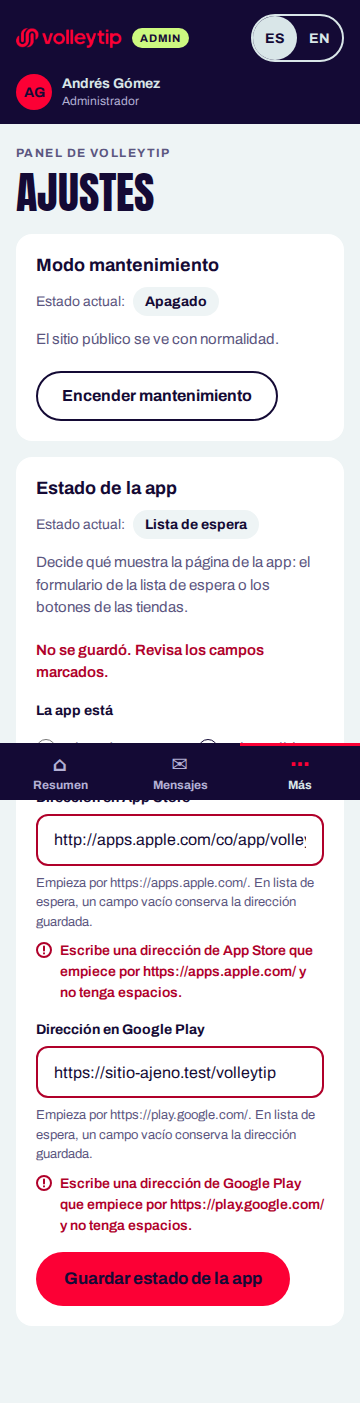 volleytip ADMIN ES EN
AG Andrés Gómez
Administrador
PANEL DE VOLLEYTIP
AJUSTES
Modo mantenimiento
Estado actual: Apagado
El sitio público se ve con normalidad.
Encender mantenimiento
Estado de la app
Estado actual: Lista de espera
Decide qué muestra la página de la app: el
formulario de la lista de espera o los
botones de las tiendas.
No se guardó. Revisa los campos
marcados.
La app está
Resumen Mensajes Más
Dirección en App Store
http://apps.apple.com/co/app/volley
Empieza por https://apps.apple.com/. En lista de
espera, un campo vacío conserva la dirección
guardada.
Escribe una dirección de App Store que
empiece por https://apps.apple.com/ y
no tenga espacios.
Dirección en Google Play
https://sitio-ajeno.test/volleytip
Empieza por https://play.google.com/. En lista de
espera, un campo vacío conserva la dirección
guardada.
Escribe una dirección de Google Play
que empiece por https://play.google.com/
y no tenga espacios.
Guardar estado de la app